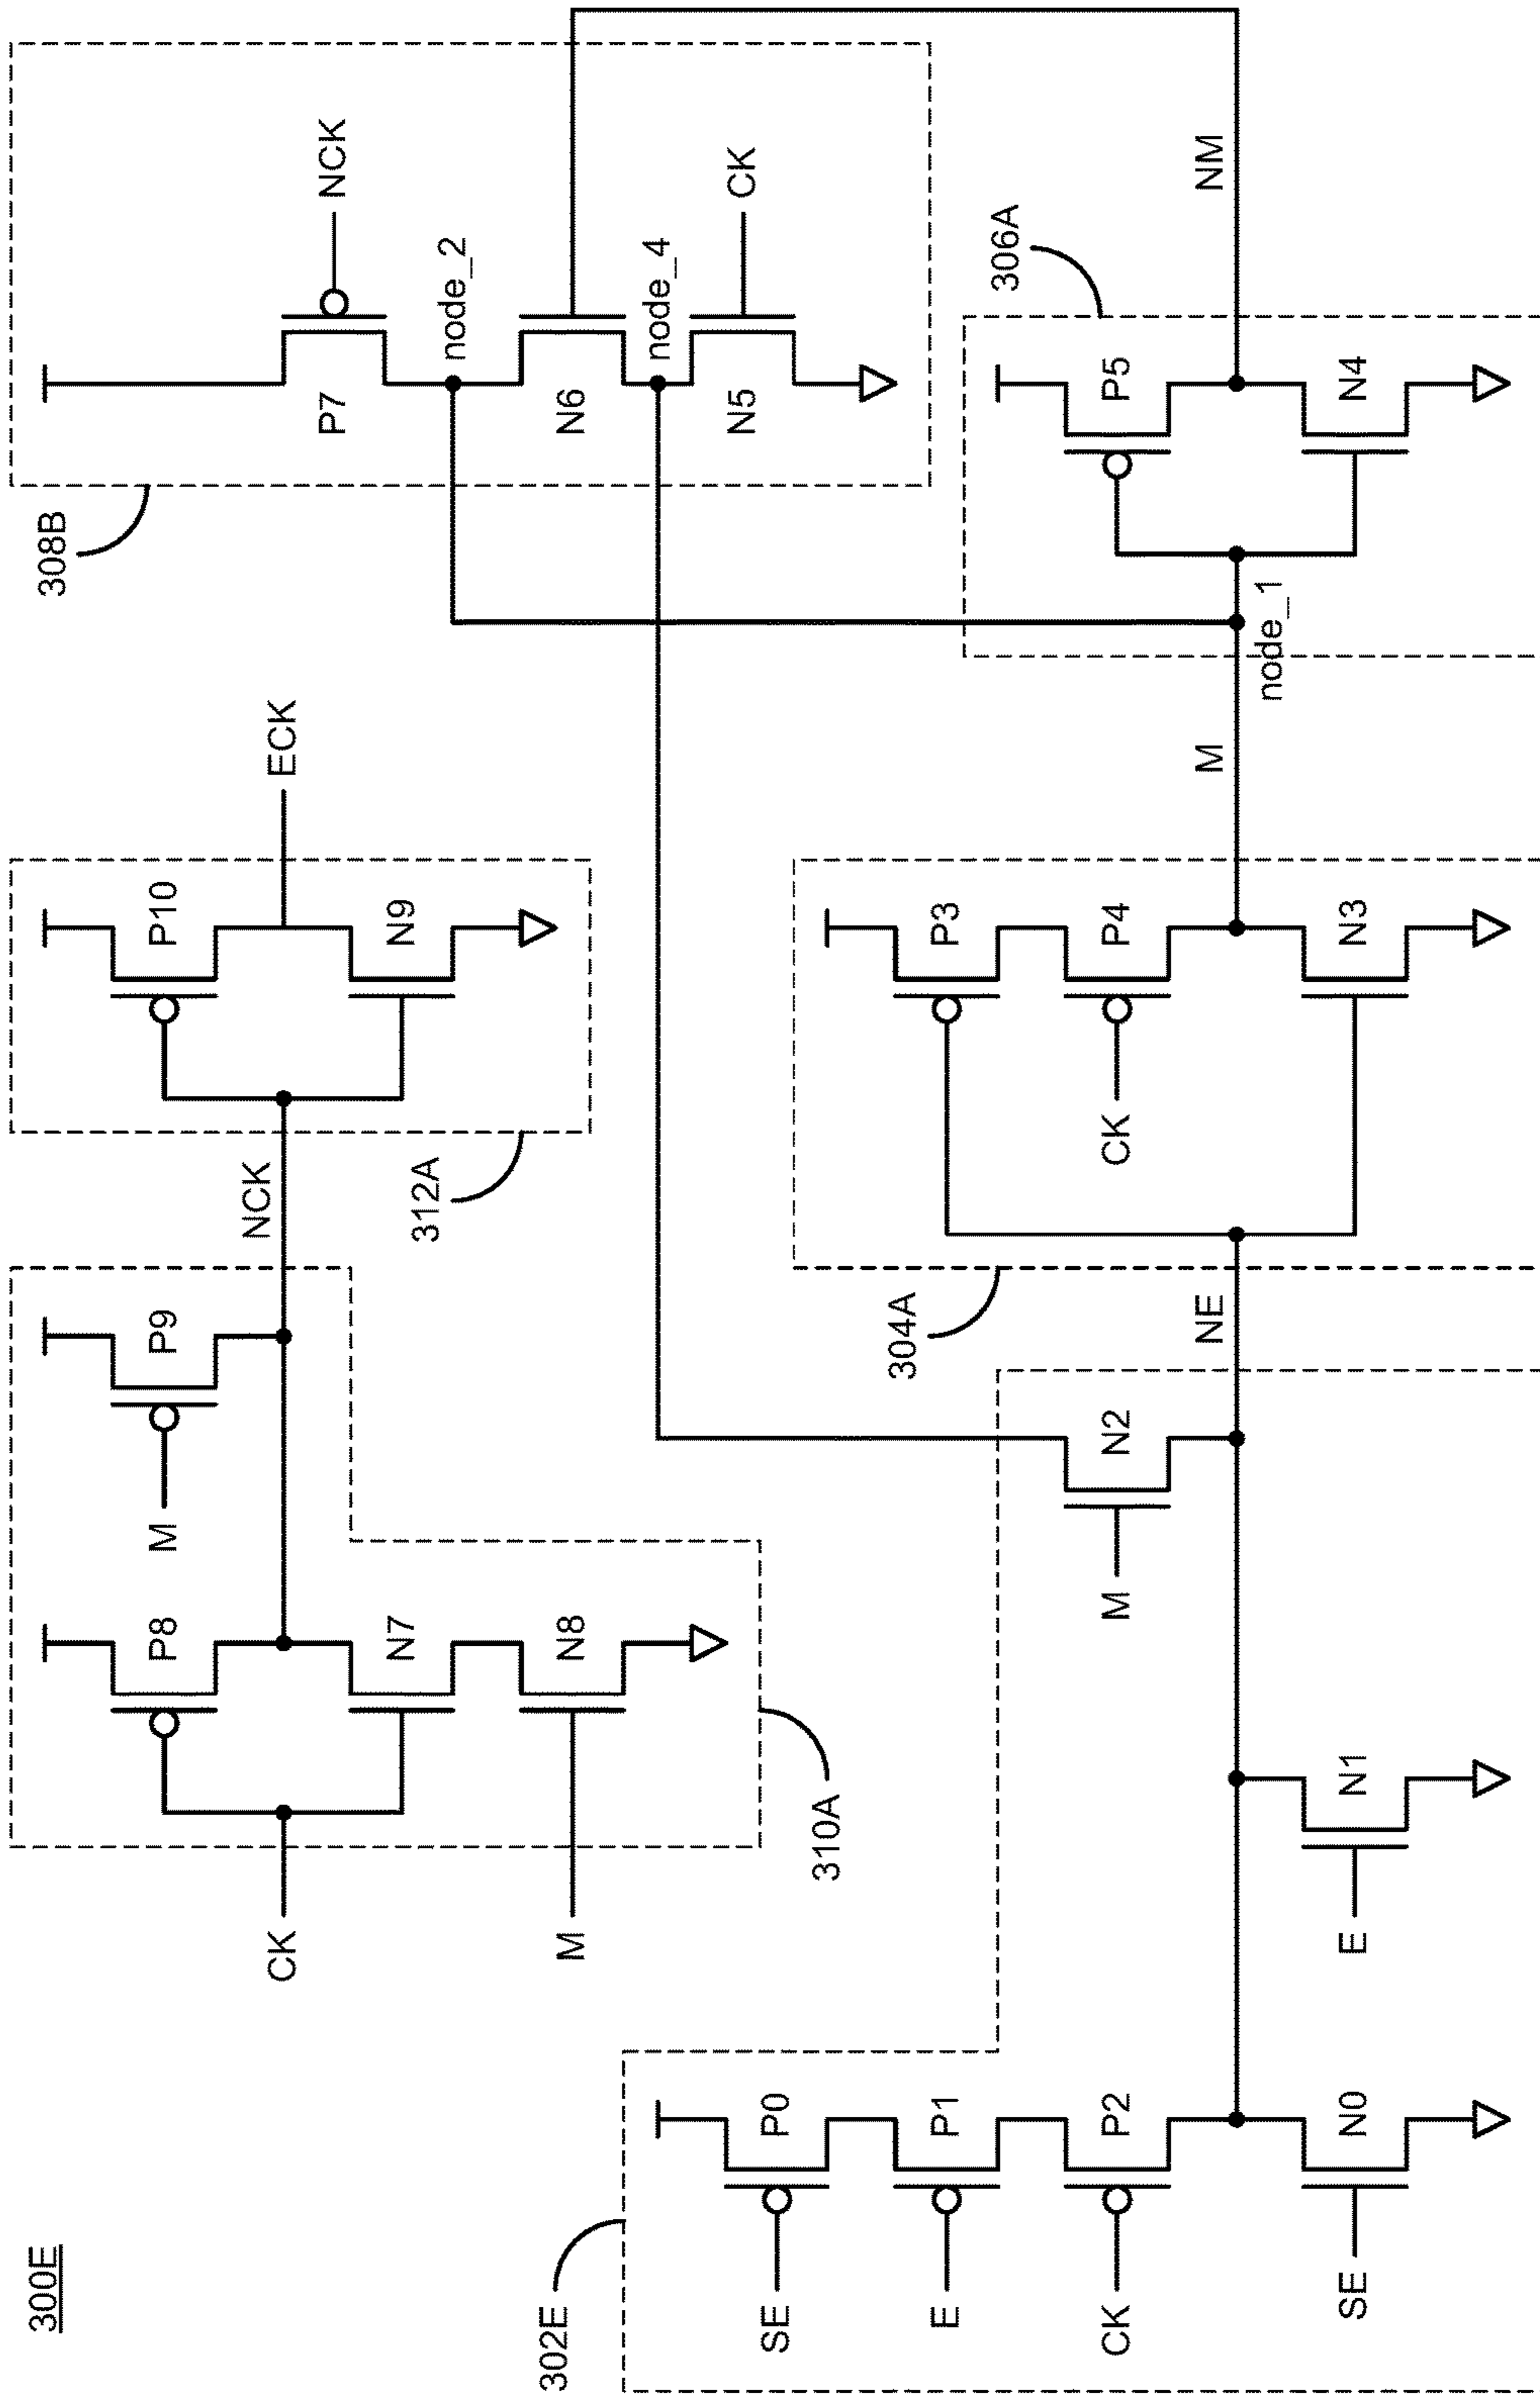 300E
302E
SE
E
CK
SE
P0
P1
P2
N0
E
N1
M
N2
NE
CK
M
P8
N7
N8
310A
M
P9
NCK
312A
P10
N9
ECK
304A
CK
P3
P4
N3
M
node_1
308B
P7
N6
N5
node_2
node_4
NCK
CK
306A
P5
N4
NM